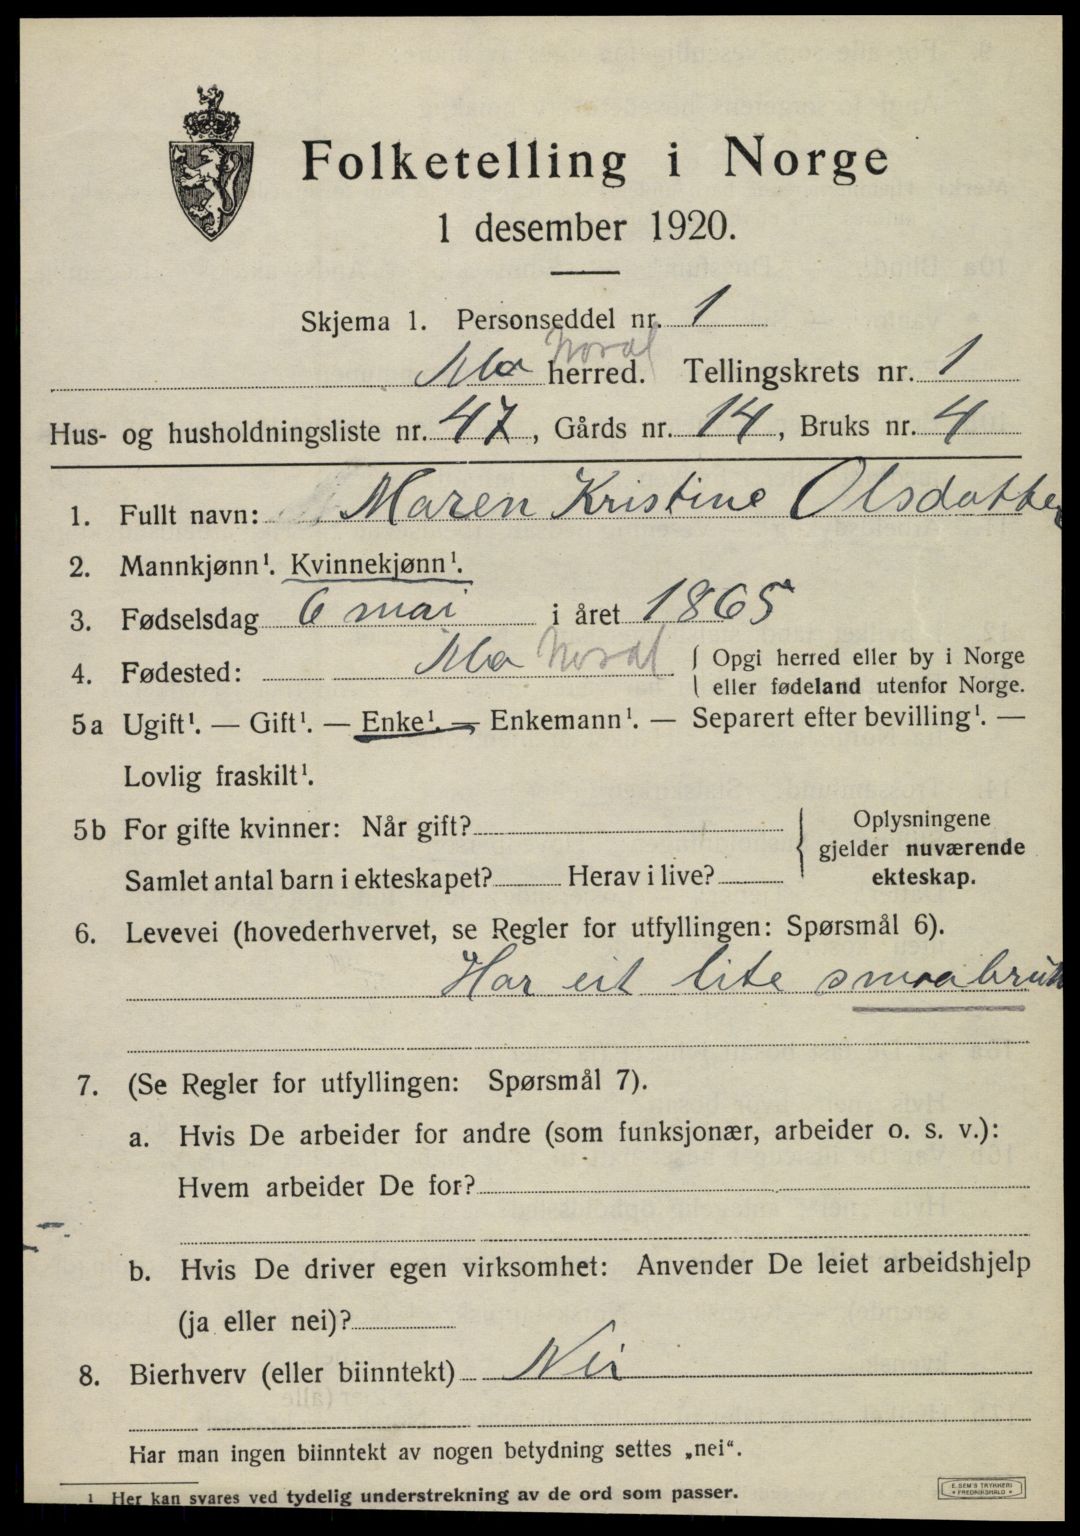 Folketelling i Norge
1 desember 1920.
Skjema 1. Personseddel nr. 1
Nordl
Mo herred. Tellingskrets nr. 1
Hus- og husholdningsliste nr. 47, Gårds nr. 14, Bruks nr. 4
1. Fullt navn: Maren Kristine Olsdatter
2. Mannkjønn¹. Kvinnekjønn¹.
3. Fødselsdag 6 mai i året 1865
4. Fødested: Mo Nordl { Opgi herred eller by i Norge
eller fødeland utenfor Norge.
5a Ugift¹. — Gift¹. — Enke¹. — Enkemann¹. — Separert efter bevilling¹. —
Lovlig fraskilt¹.
5b For gifte kvinner: Når gift? { Oplysningene
gjelder nuværende
Samlet antal barn i ekteskapet? Herav i live? ekteskap.
6. Levevei (hovederhvervet, se Regler for utfyllingen: Spørsmål 6).
Har eit lite smaabruk
7. (Se Regler for utfyllingen: Spørsmål 7).
a. Hvis De arbeider for andre (som funksjonær, arbeider o. s. v.):
Hvem arbeider De for?
b. Hvis De driver egen virksomhet: Anvender De leiet arbeidshjelp
(ja eller nei)?
8. Bierhverv (eller biinntekt) Nei
Har man ingen biinntekt av nogen betydning settes „nei“.
¹ Her kan svares ved tydelig understrekning av de ord som passer.
E. SEM'S TRYKKERI
FREDRIKSHALD